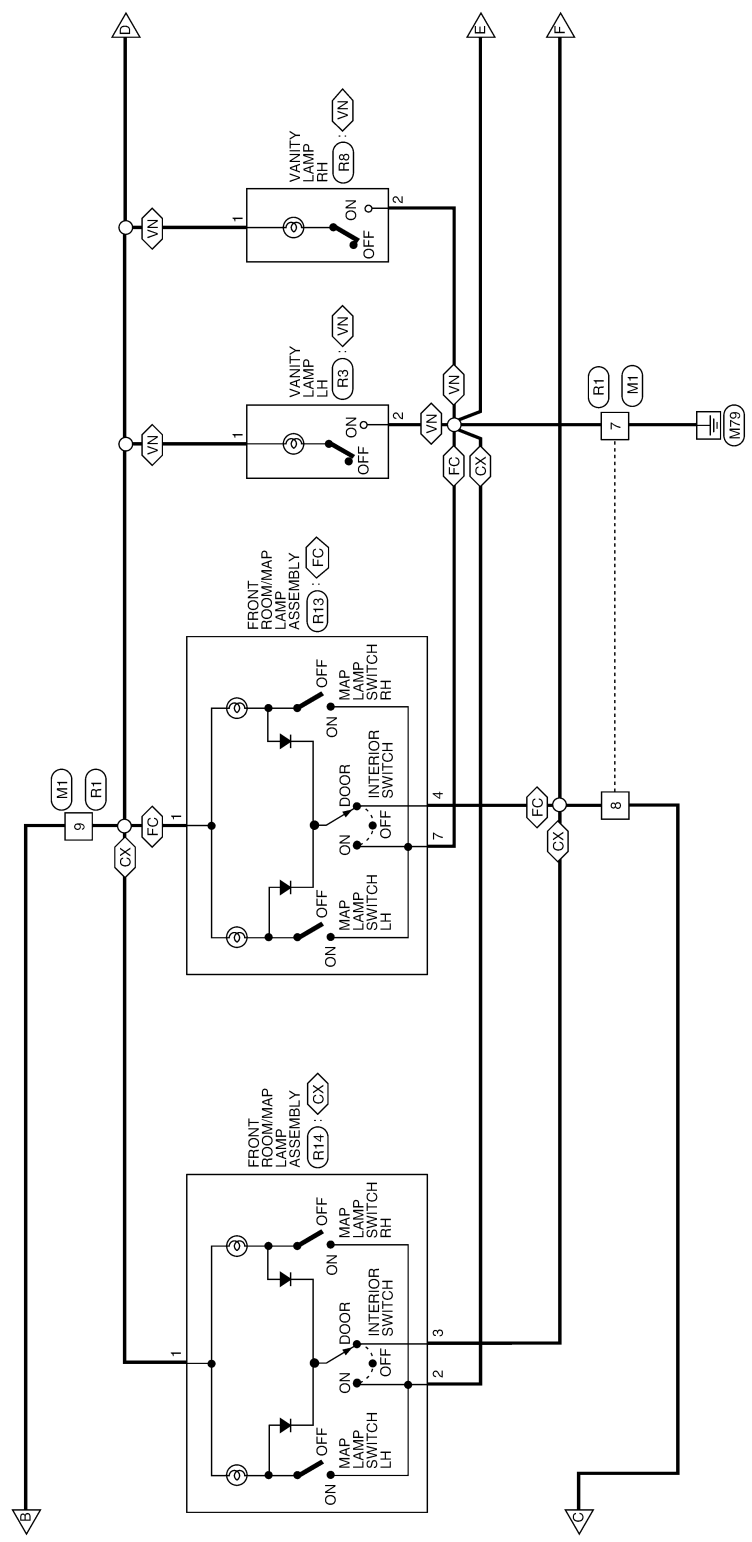 B
C
9
M1
R1
FRONT
ROOM/MAP
LAMP
ASSEMBLY
R14 : CX
1
MAP
LAMP
SWITCH
LH
ON
OFF
ON
OFF
DOOR
INTERIOR
SWITCH
MAP
LAMP
SWITCH
RH
ON
OFF
2
3
CX
FC
FRONT
ROOM/MAP
LAMP
ASSEMBLY
R13 : FC
1
MAP
LAMP
SWITCH
LH
ON
OFF
ON
OFF
DOOR
INTERIOR
SWITCH
MAP
LAMP
SWITCH
RH
ON
OFF
7
4
CX
FC
8
VN
VANITY
LAMP
LH
R3 : VN
1
OFF
ON
2
FC
CX
VN
VN
7
R1
M1
M79
VN
VANITY
LAMP
RH
R8 : VN
1
OFF
ON
2
D
E
F